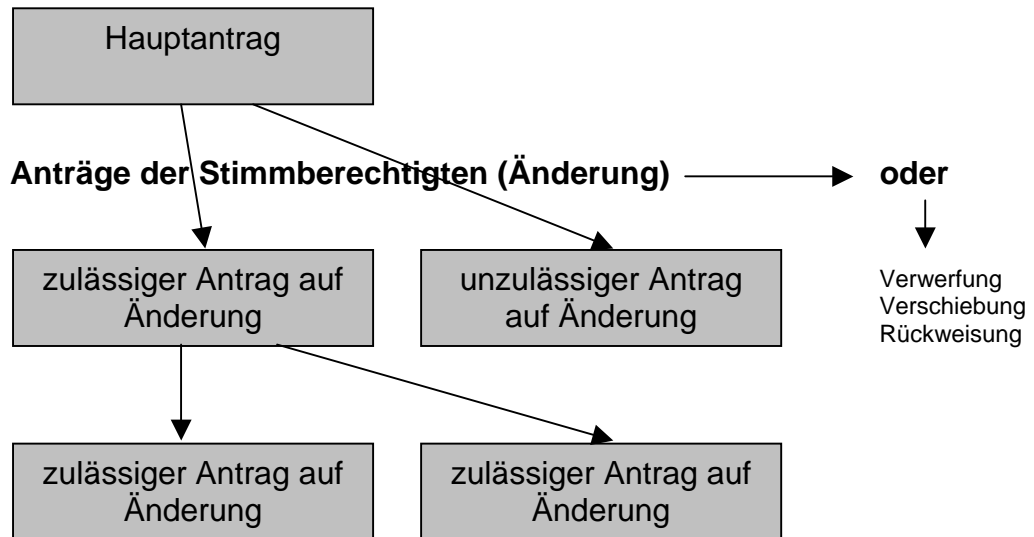 Hauptantrag
Anträge der Stimmberechtigten (Änderung)
oder
zulässiger Antrag auf
Änderung
unzulässiger Antrag
auf Änderung
Verwerfung
Verschiebung
Rückweisung
zulässiger Antrag auf
Änderung
zulässiger Antrag auf
Änderung